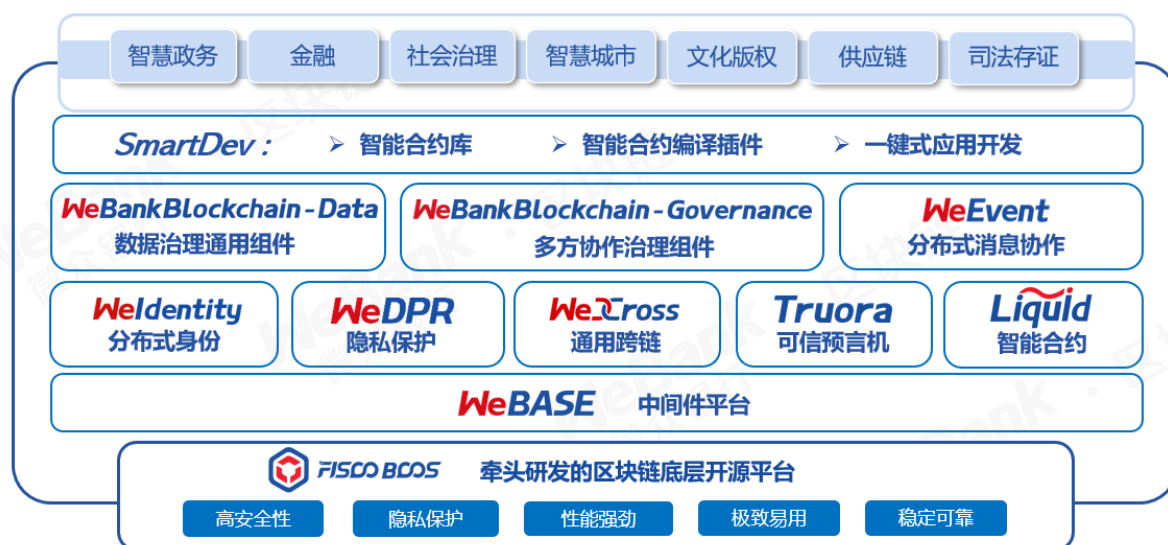 智慧政务 金融 社会治理 智慧城市 文化版权 供应链 司法存证
SmartDev: ➢ 智能合约库 ➢ 智能合约编译插件 ➢ 一键式应用开发
WeBankBlockchain-Data WeBankBlockchain-Governance WeEvent
数据治理通用组件 多方协作治理组件 分布式消息协作
WeIdentity WeDPR WeCross Truora Liquid
分布式身份 隐私保护 通用跨链 可信预言机 智能合约
WeBASE 中间件平台
FISCO BCOS 牵头研发的区块链底层开源平台
高安全性 隐私保护 性能强劲 极致易用 稳定可靠